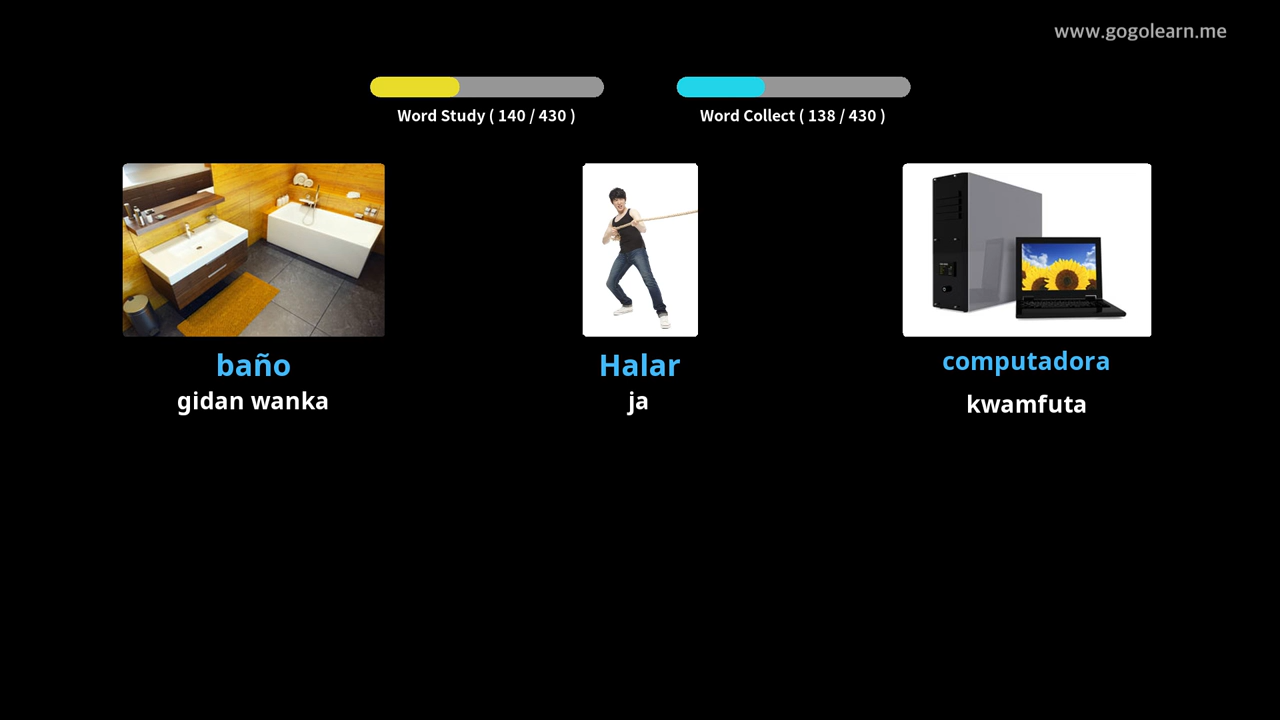 www.gogolearn.me
Word Study ( 140 / 430 )
Word Collect ( 138 / 430 )
baño
gidan wanka
Halar
ja
computadora
kwamfuta